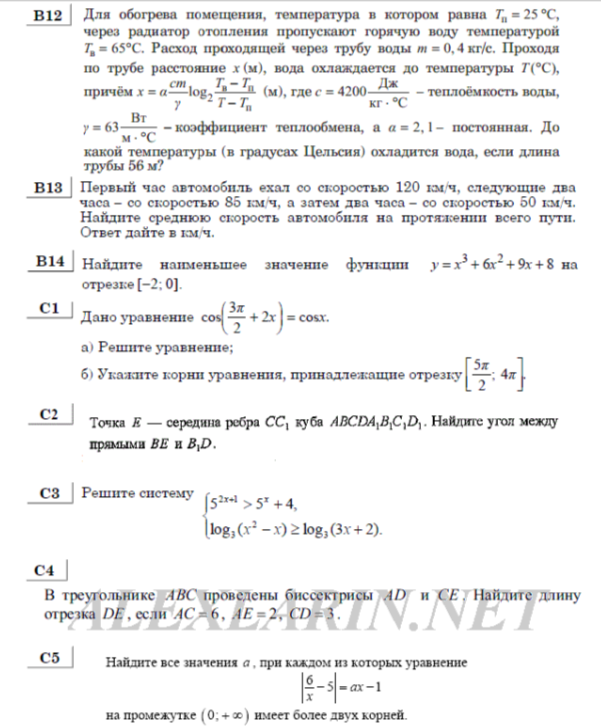 В12 Для обогрева помещения, температура в котором равна Tп = 25 °C,
через радиатор отопления пропускают горячую воду температурой
Tв = 65°C. Расход проходящей через трубу воды m = 0,4 кг/с. Проходя
по трубе расстояние x (м), вода охлаждается до температуры T(°C),
причём x = α cm/γ log₂ (Tв − Tп)/(T − Tп) (м), где c = 4200 Дж/(кг · °C) – теплоёмкость воды,
γ = 63 Вт/(м · °C) – коэффициент теплообмена, а α = 2,1 – постоянная. До
какой температуры (в градусах Цельсия) охладится вода, если длина
трубы 56 м?
В13 Первый час автомобиль ехал со скоростью 120 км/ч, следующие два
часа – со скоростью 85 км/ч, а затем два часа – со скоростью 50 км/ч.
Найдите среднюю скорость автомобиля на протяжении всего пути.
Ответ дайте в км/ч.
В14 Найдите наименьшее значение функции y = x³ + 6x² + 9x + 8 на
отрезке [−2; 0].
С1 Дано уравнение cos(3π/2 + 2x) = cosx.
а) Решите уравнение;
б) Укажите корни уравнения, принадлежащие отрезку [5π/2; 4π].
С2 Точка E — середина ребра CC₁ куба ABCDA₁B₁C₁D₁. Найдите угол между
прямыми BE и B₁D.
С3 Решите систему { 5^(2x+1) > 5^x + 4,
log₃(x² − x) ≥ log₃(3x + 2).
С4
В треугольнике ABC проведены биссектрисы AD и CE. Найдите длину
отрезка DE, если AC = 6, AE = 2, CD = 3.
ALEXLARIN.NET
С5 Найдите все значения a, при каждом из которых уравнение
|6/x − 5| = ax − 1
на промежутке (0; + ∞) имеет более двух корней.